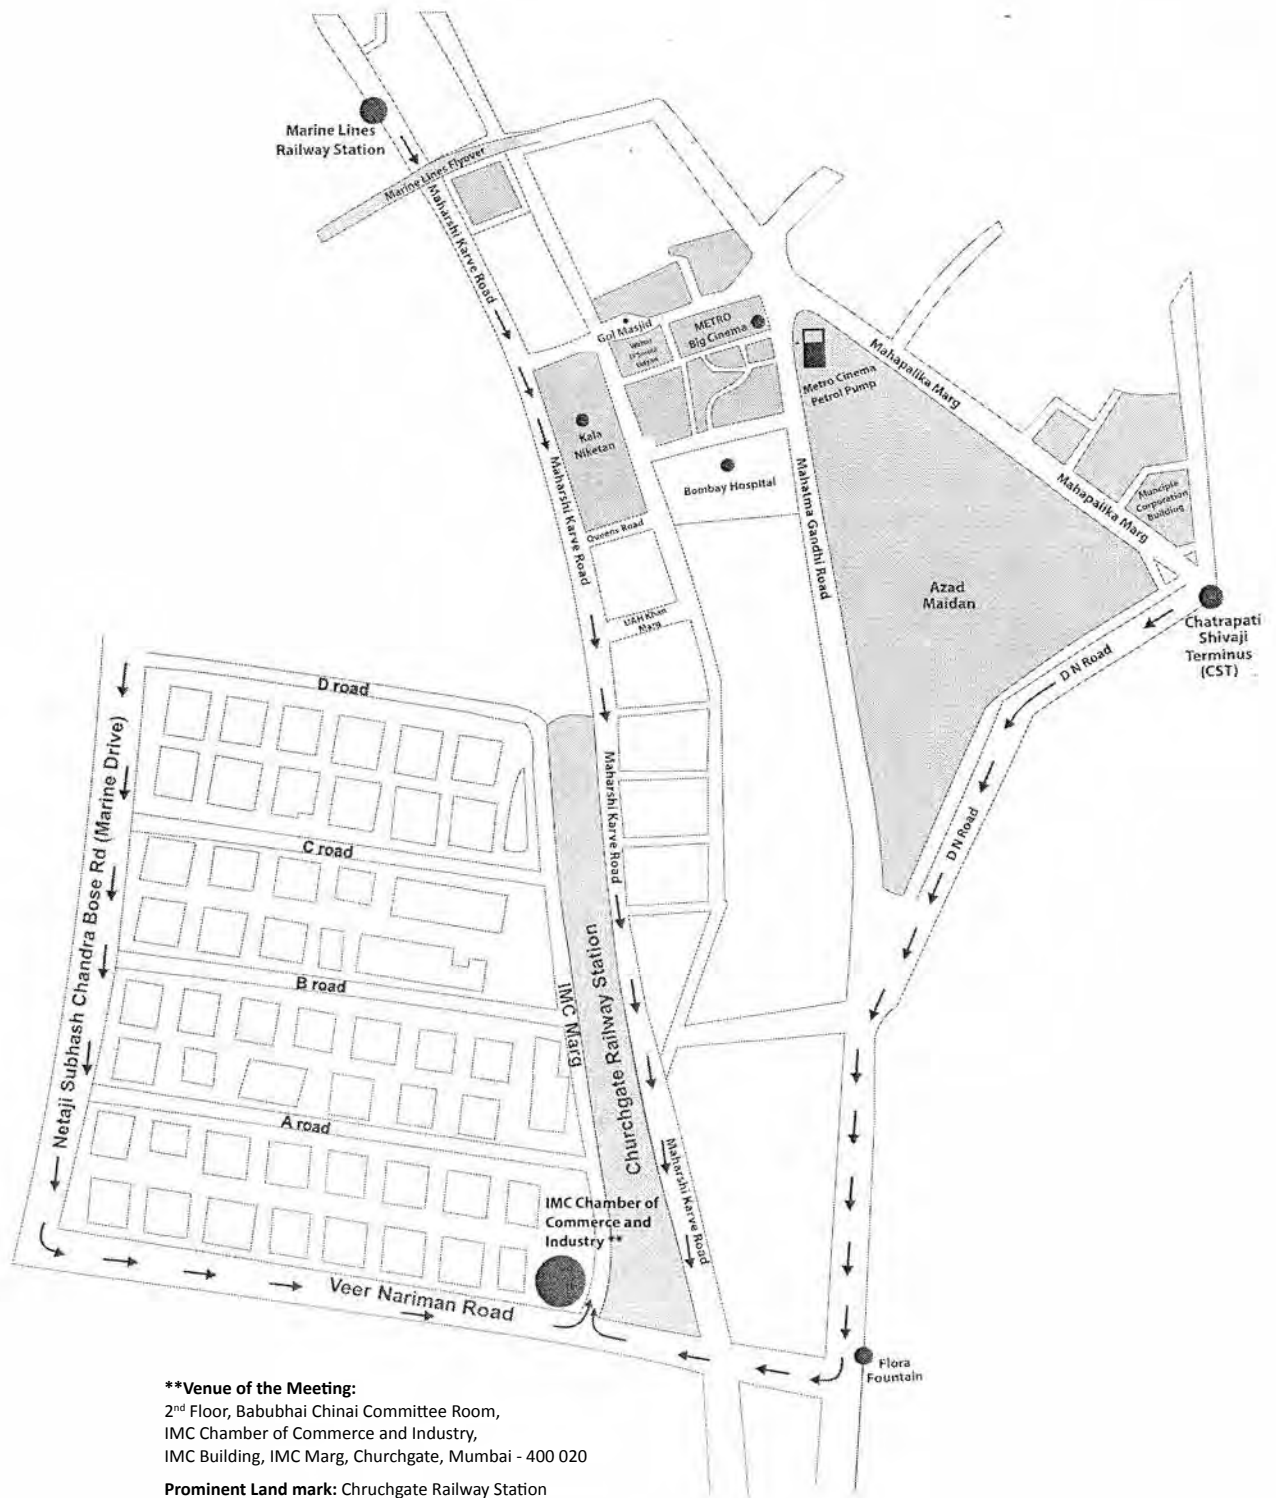 Marine Lines
Railway Station
Marine Lines Flyover
Maharshi Karve Road
Gol Masjid
METRO
Big Cinema
Metro Cinema
Petrol Pump
Mahapalika Marg
Kala
Niketan
Bombay Hospital
Maharshi Karve Road
Queens Road
Mahatma Gandhi Road
Mahapalika Marg
Munciple
Corporation
Building
Azad
Maidan
Chatrapati
Shivaji
Terminus
(CST)
UAH Khan
Marg
D N Road
D road
Netaji Subhash Chandra Bose Rd (Marine Drive)
Maharshi Karve Road
D N Road
C road
B road
IMC Marg
Churchgate Railway Station
A road
Maharshi Karve Road
IMC Chamber of
Commerce and
Industry **
Veer Nariman Road
Flora
Fountain
**Venue of the Meeting:
2nd Floor, Babubhai Chinai Committee Room,
IMC Chamber of Commerce and Industry,
IMC Building, IMC Marg, Churchgate, Mumbai - 400 020
Prominent Land mark: Chruchgate Railway Station